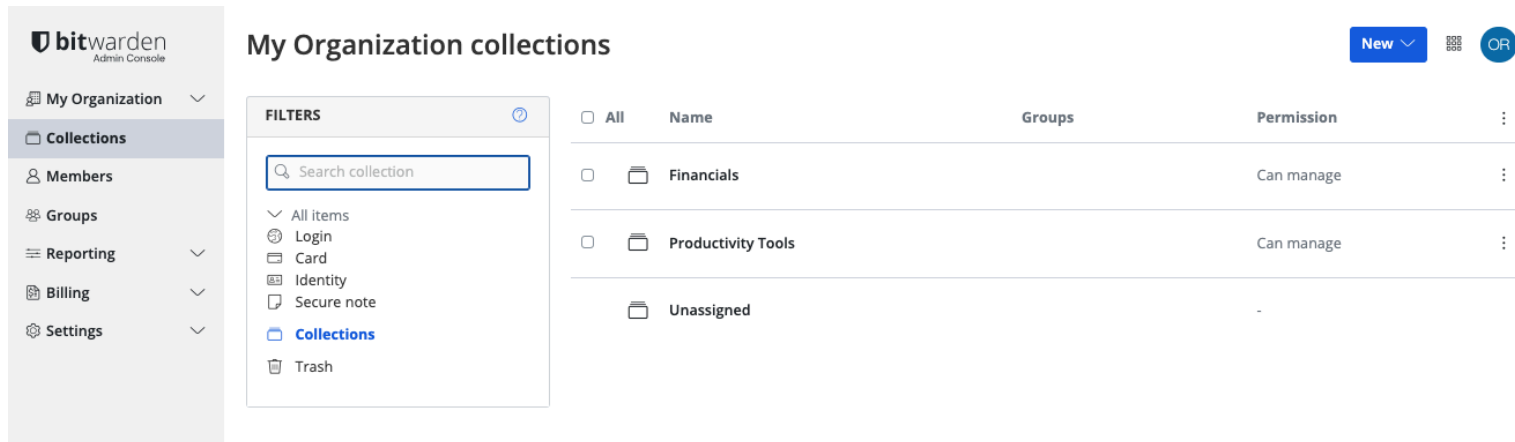 bitwarden
Admin Console
My Organization
Collections
Members
Groups
Reporting
Billing
Settings
My Organization collections
New
OR
FILTERS
Search collection
All items
Login
Card
Identity
Secure note
Collections
Trash
All Name Groups Permission
Financials Can manage
Productivity Tools Can manage
Unassigned -